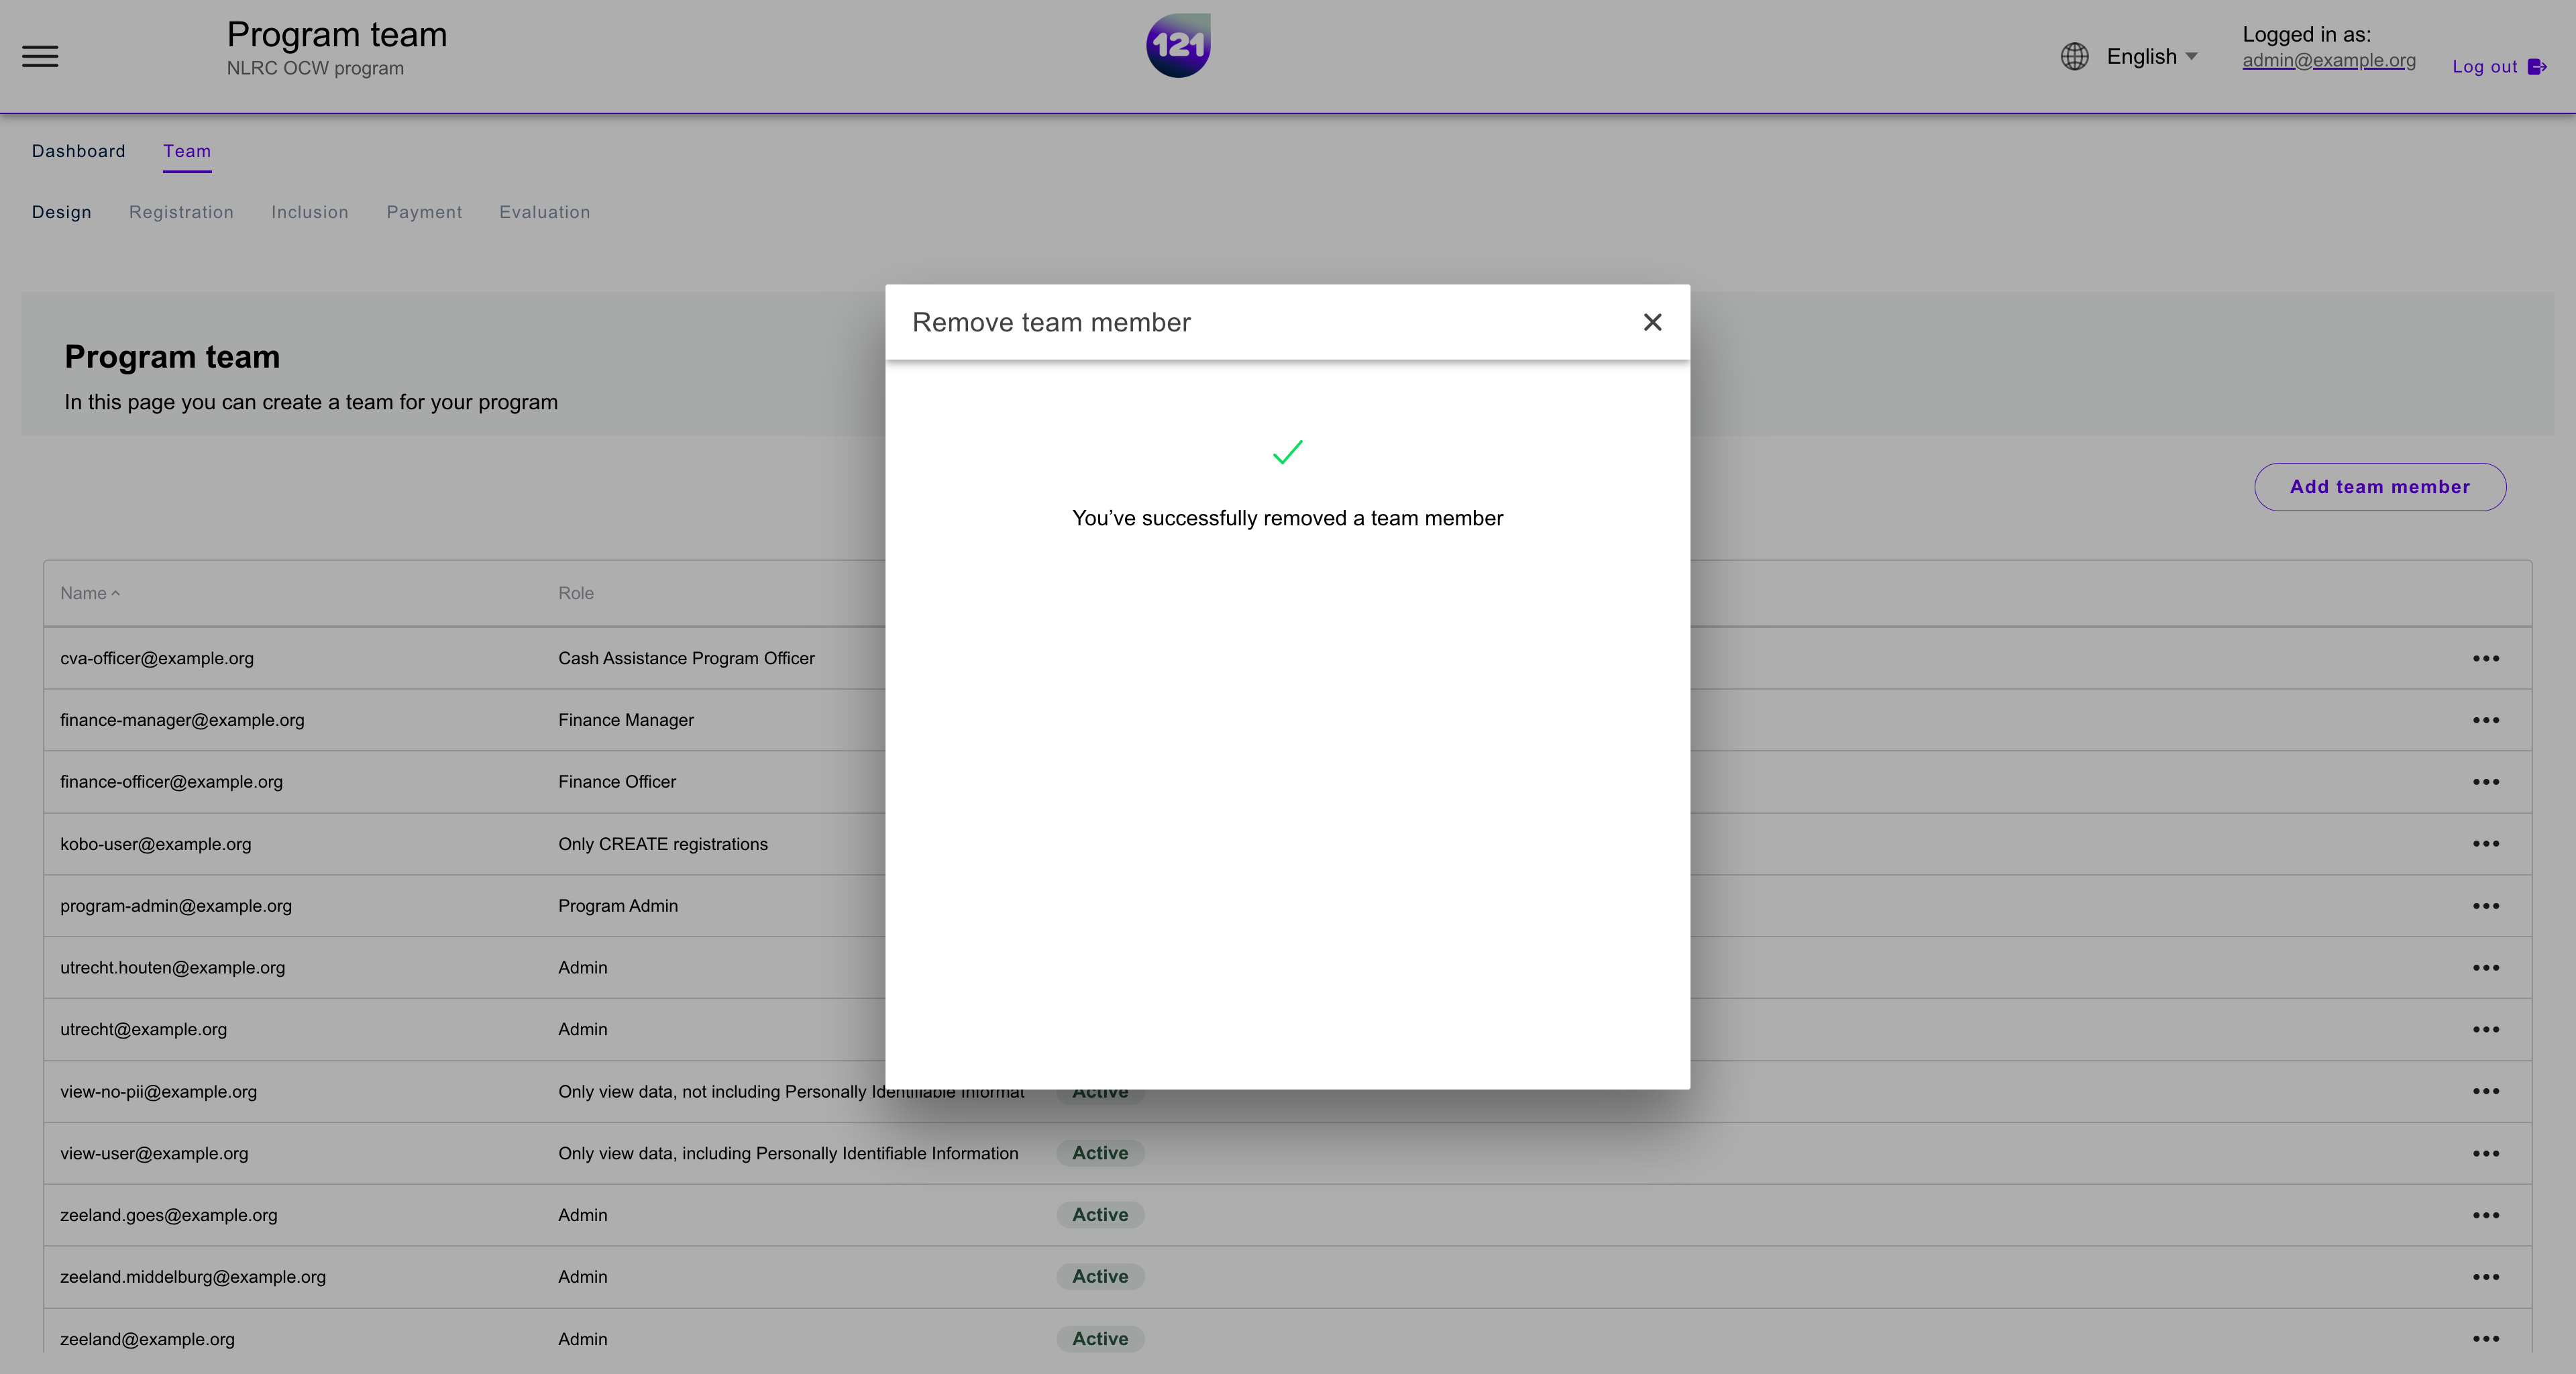 Program team
NLRC OCW program
121
English
Logged in as:
admin@example.org
Log out
Dashboard Team
Design Registration Inclusion Payment Evaluation
Program team
In this page you can create a team for your program
Remove team member
You've successfully removed a team member
Add team member
Name Role
cva-officer@example.org Cash Assistance Program Officer
finance-manager@example.org Finance Manager
finance-officer@example.org Finance Officer
kobo-user@example.org Only CREATE registrations
program-admin@example.org Program Admin
utrecht.houten@example.org Admin
utrecht@example.org Admin
view-no-pii@example.org Only view data, not including Personally Identifiable Informat Active
view-user@example.org Only view data, including Personally Identifiable Information Active
zeeland.goes@example.org Admin Active
zeeland.middelburg@example.org Admin Active
zeeland@example.org Admin Active